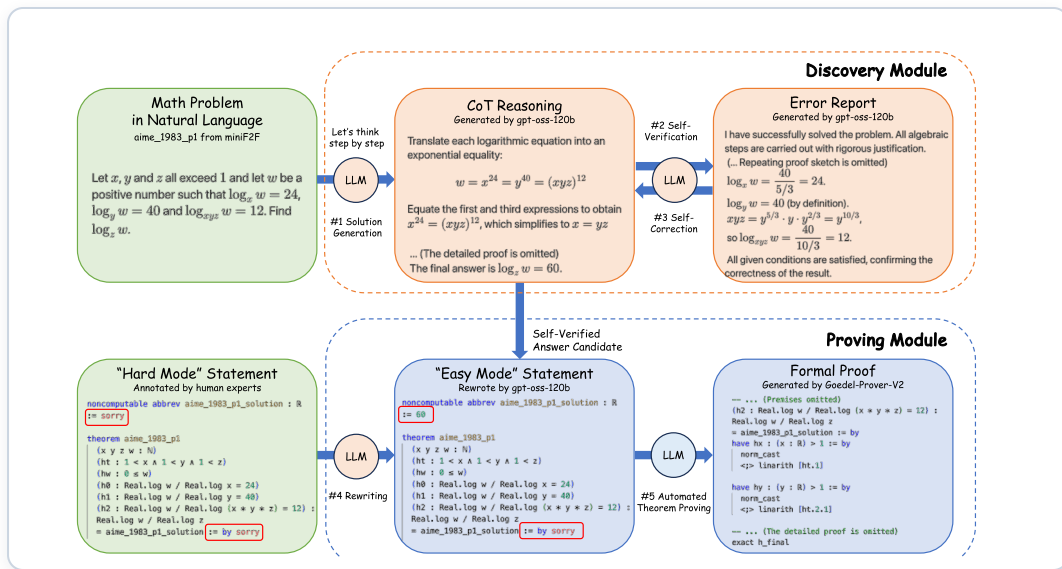 Discovery Module
Math Problem
in Natural Language
aime_1983_p1 from miniF2F
Let x, y and z all exceed 1 and let w be a
positive number such that log_x w = 24,
log_y w = 40 and log_{xyz} w = 12. Find
log_z w.
Let's think
step by step
LLM
#1 Solution
Generation
CoT Reasoning
Generated by gpt-oss-120b
Translate each logarithmic equation into an
exponential equality:
w = x^{24} = y^{40} = (xyz)^{12}
Equate the first and third expressions to obtain
x^{24} = (xyz)^{12}, which simplifies to x = yz
... (The detailed proof is omitted)
The final answer is log_z w = 60.
#2 Self-
Verification
LLM
#3 Self-
Correction
Error Report
Generated by gpt-oss-120b
I have successfully solved the problem. All algebraic
steps are carried out with rigorous justification.
(... Repeating proof sketch is omitted)
log_x w = \frac{40}{5/3} = 24.
log_y w = 40 (by definition).
xyz = y^{5/3} · y · y^{2/3} = y^{10/3},
so log_{xyz} w = \frac{40}{10/3} = 12.
All given conditions are satisfied, confirming the
correctness of the result.
Self-Verified
Answer Candidate
Proving Module
"Hard Mode" Statement
Annotated by human experts
noncomputable abbrev aime_1983_p1_solution : ℝ
:= sorry
theorem aime_1983_p1
(x y z w : ℕ)
(ht : 1 < x ∧ 1 < y ∧ 1 < z)
(hw : 0 ≤ w)
(h0 : Real.log w / Real.log x = 24)
(h1 : Real.log w / Real.log y = 40)
(h2 : Real.log w / Real.log (x * y * z) = 12) :
Real.log w / Real.log z
= aime_1983_p1_solution := by sorry
LLM
#4 Rewriting
"Easy Mode" Statement
Rewrote by gpt-oss-120b
noncomputable abbrev aime_1983_p1_solution : ℝ
:= 60
theorem aime_1983_p1
(x y z w : ℕ)
(ht : 1 < x ∧ 1 < y ∧ 1 < z)
(hw : 0 ≤ w)
(h0 : Real.log w / Real.log x = 24)
(h1 : Real.log w / Real.log y = 40)
(h2 : Real.log w / Real.log (x * y * z) = 12) :
Real.log w / Real.log z
= aime_1983_p1_solution := by sorry
LLM
#5 Automated
Theorem Proving
Formal Proof
Generated by Goedel-Prover-V2
-- ... (Premises omitted)
(h2 : Real.log w / Real.log (x * y * z) = 12) :
Real.log w / Real.log z
= aime_1983_p1_solution := by
have hx : (x : ℝ) > 1 := by
norm_cast
<;> linarith [ht.1]
have hy : (y : ℝ) > 1 := by
norm_cast
<;> linarith [ht.2.1]
-- ... (The detailed proof is omitted)
exact h_final